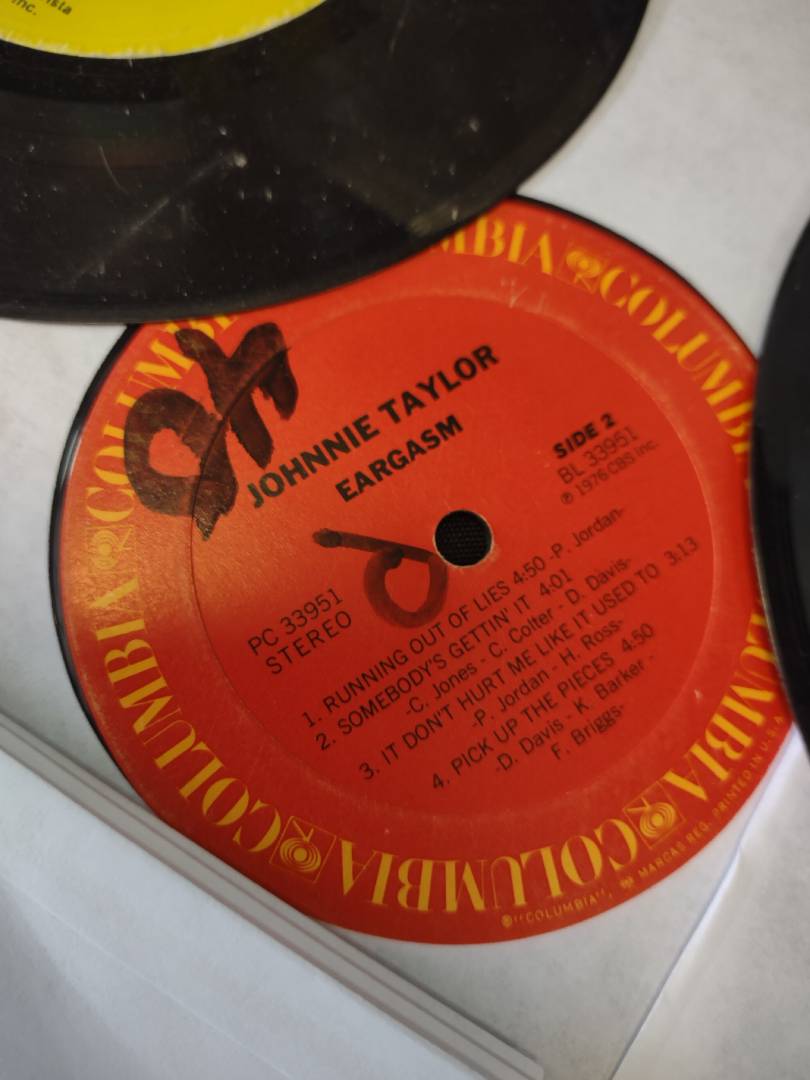 ista
nc.
JOHNNIE TAYLOR
EARGASM
SIDE 2
BL 33951
℗ 1976 CBS Inc.
PC 33951
STEREO
1. RUNNING OUT OF LIES 4:50 -P. Jordan-
2. SOMEBODY'S GETTIN' IT 4:01
-C. Jones - C. Colter - D. Davis-
3. IT DON'T HURT ME LIKE IT USED TO 3:13
-P. Jordan - H. Ross-
4. PICK UP THE PIECES 4:50
-D. Davis - K. Barker -
F. Briggs-
COLUMBIA COLUMBIA COLUMBIA COLUMBIA COLUMBIA COLUMBIA
® "COLUMBIA", MARCAS REG. PRINTED IN U.S.A.